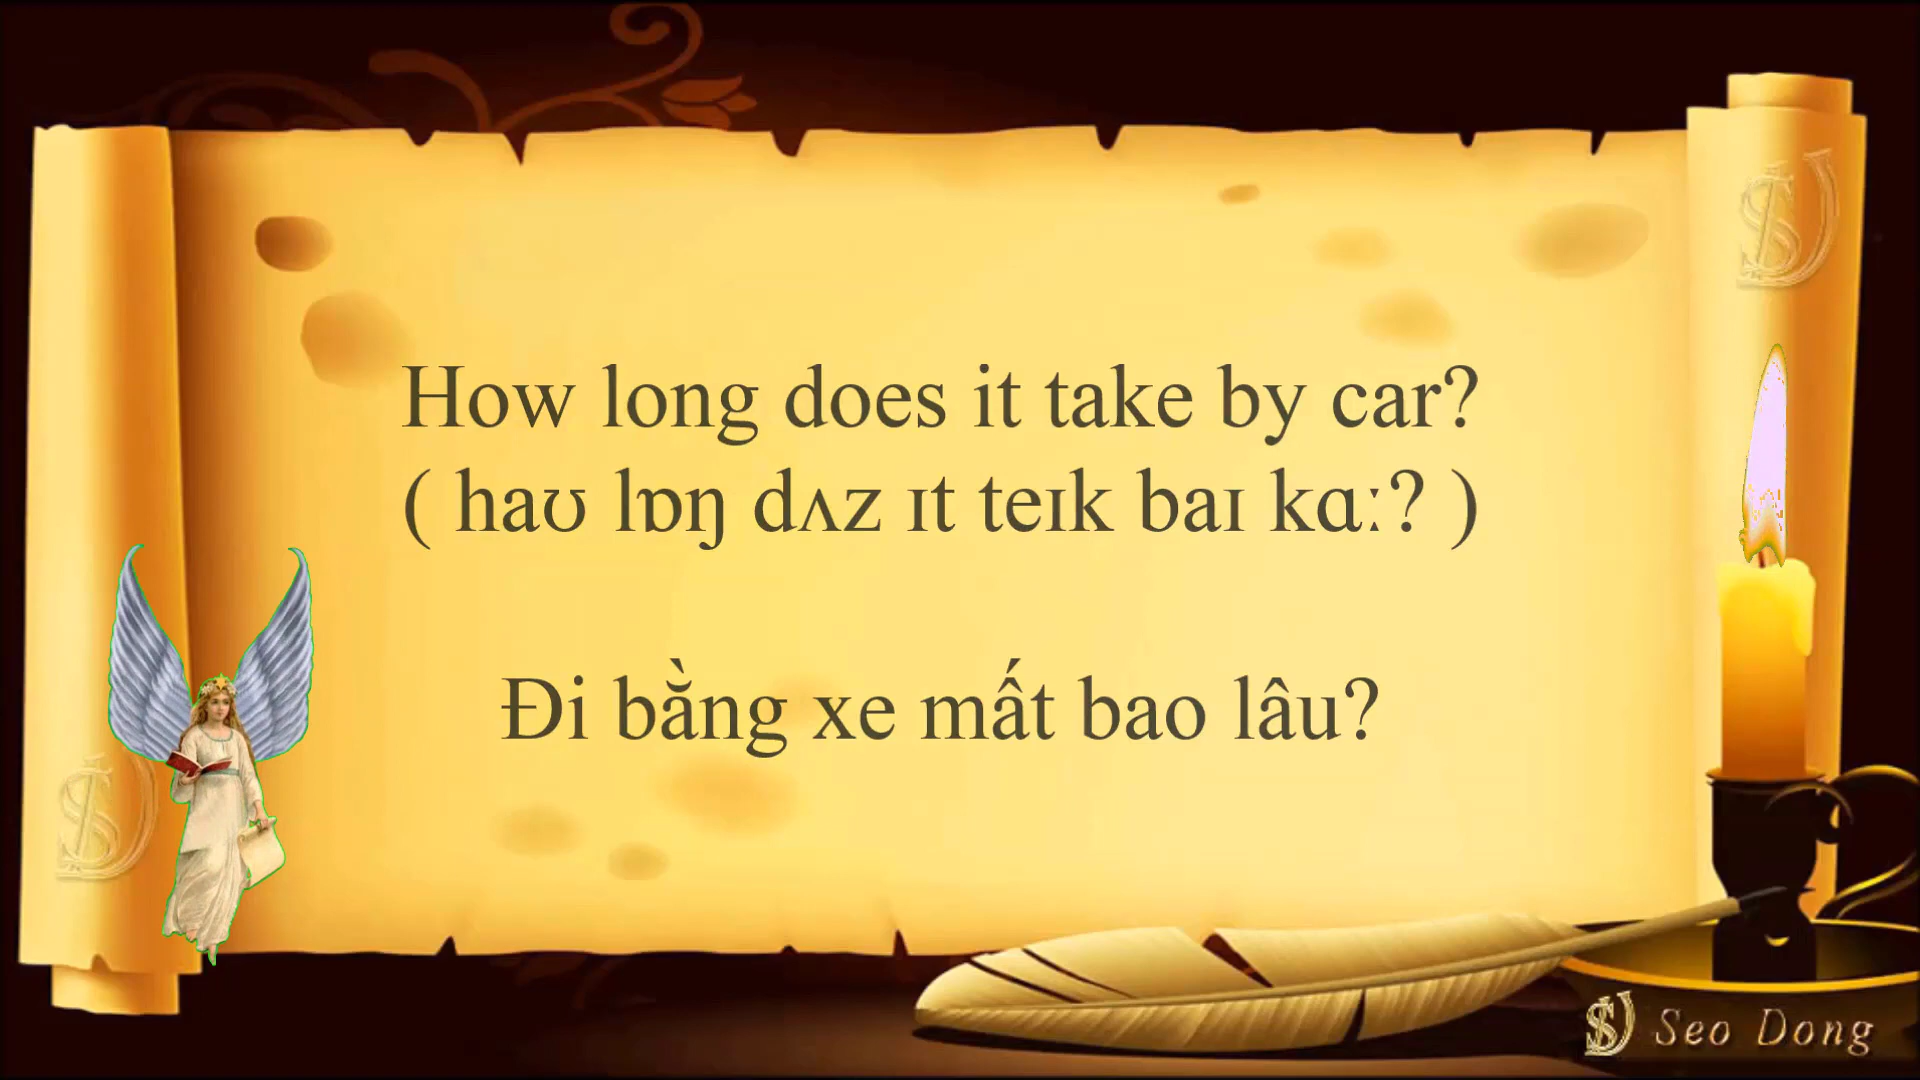 How long does it take by car?
( haʊ lɒŋ dʌz ɪt teɪk baɪ kɑː? )
Đi bằng xe mất bao lâu?
Seo Dong